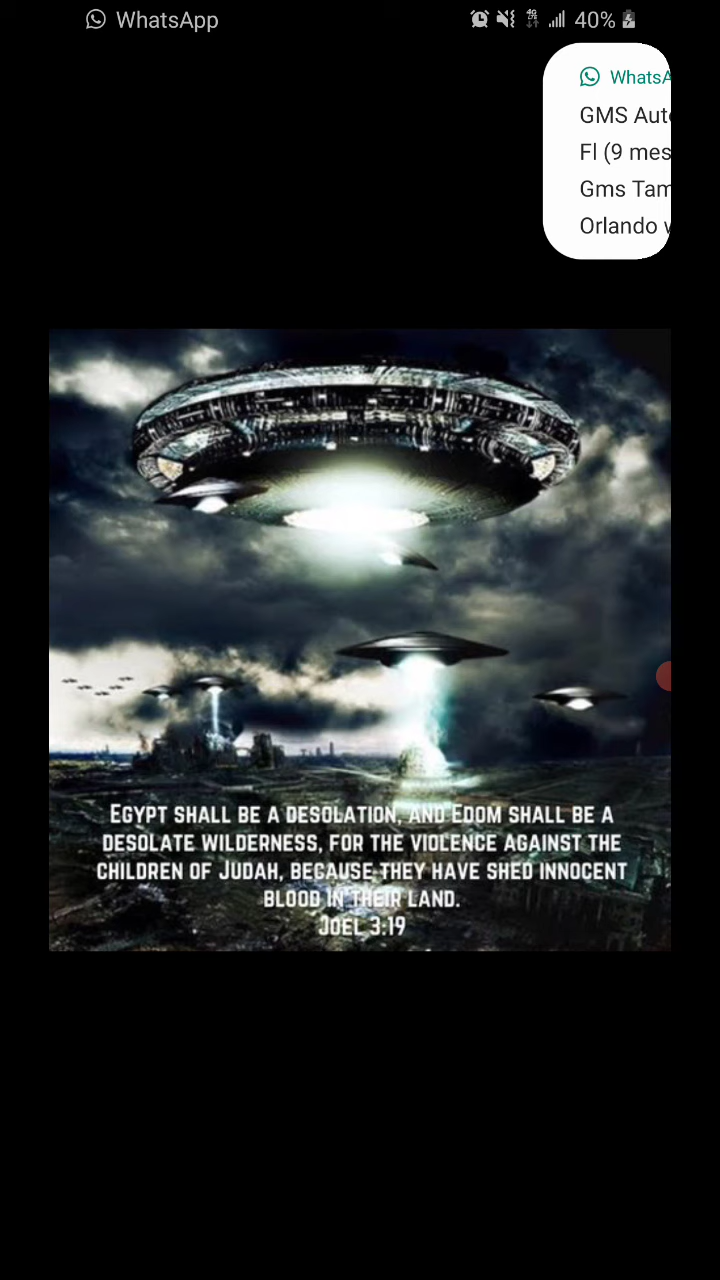 WhatsApp
40%
WhatsA
GMS Aut
Fl (9 mes
Gms Tam
Orlando
EGYPT SHALL BE A DESOLATION, AND EDOM SHALL BE A
DESOLATE WILDERNESS, FOR THE VIOLENCE AGAINST THE
CHILDREN OF JUDAH, BECAUSE THEY HAVE SHED INNOCENT
BLOOD IN THEIR LAND.
JOEL 3:19